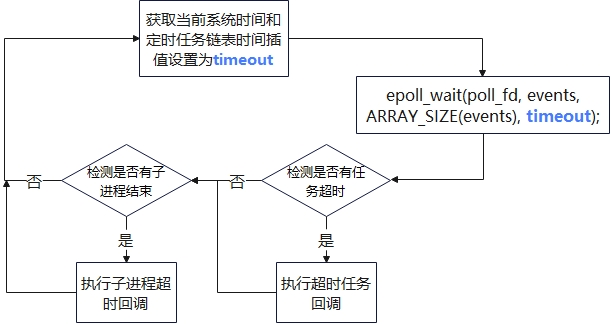 获取当前系统时间和
定时任务链表时间插
值设置为timeout
epoll_wait(poll_fd, events,
ARRAY_SIZE(events), timeout);
检测是否有任
务超时
否
是
执行超时任务
回调
检测是否有子
进程结束
否
是
执行子进程超
时回调